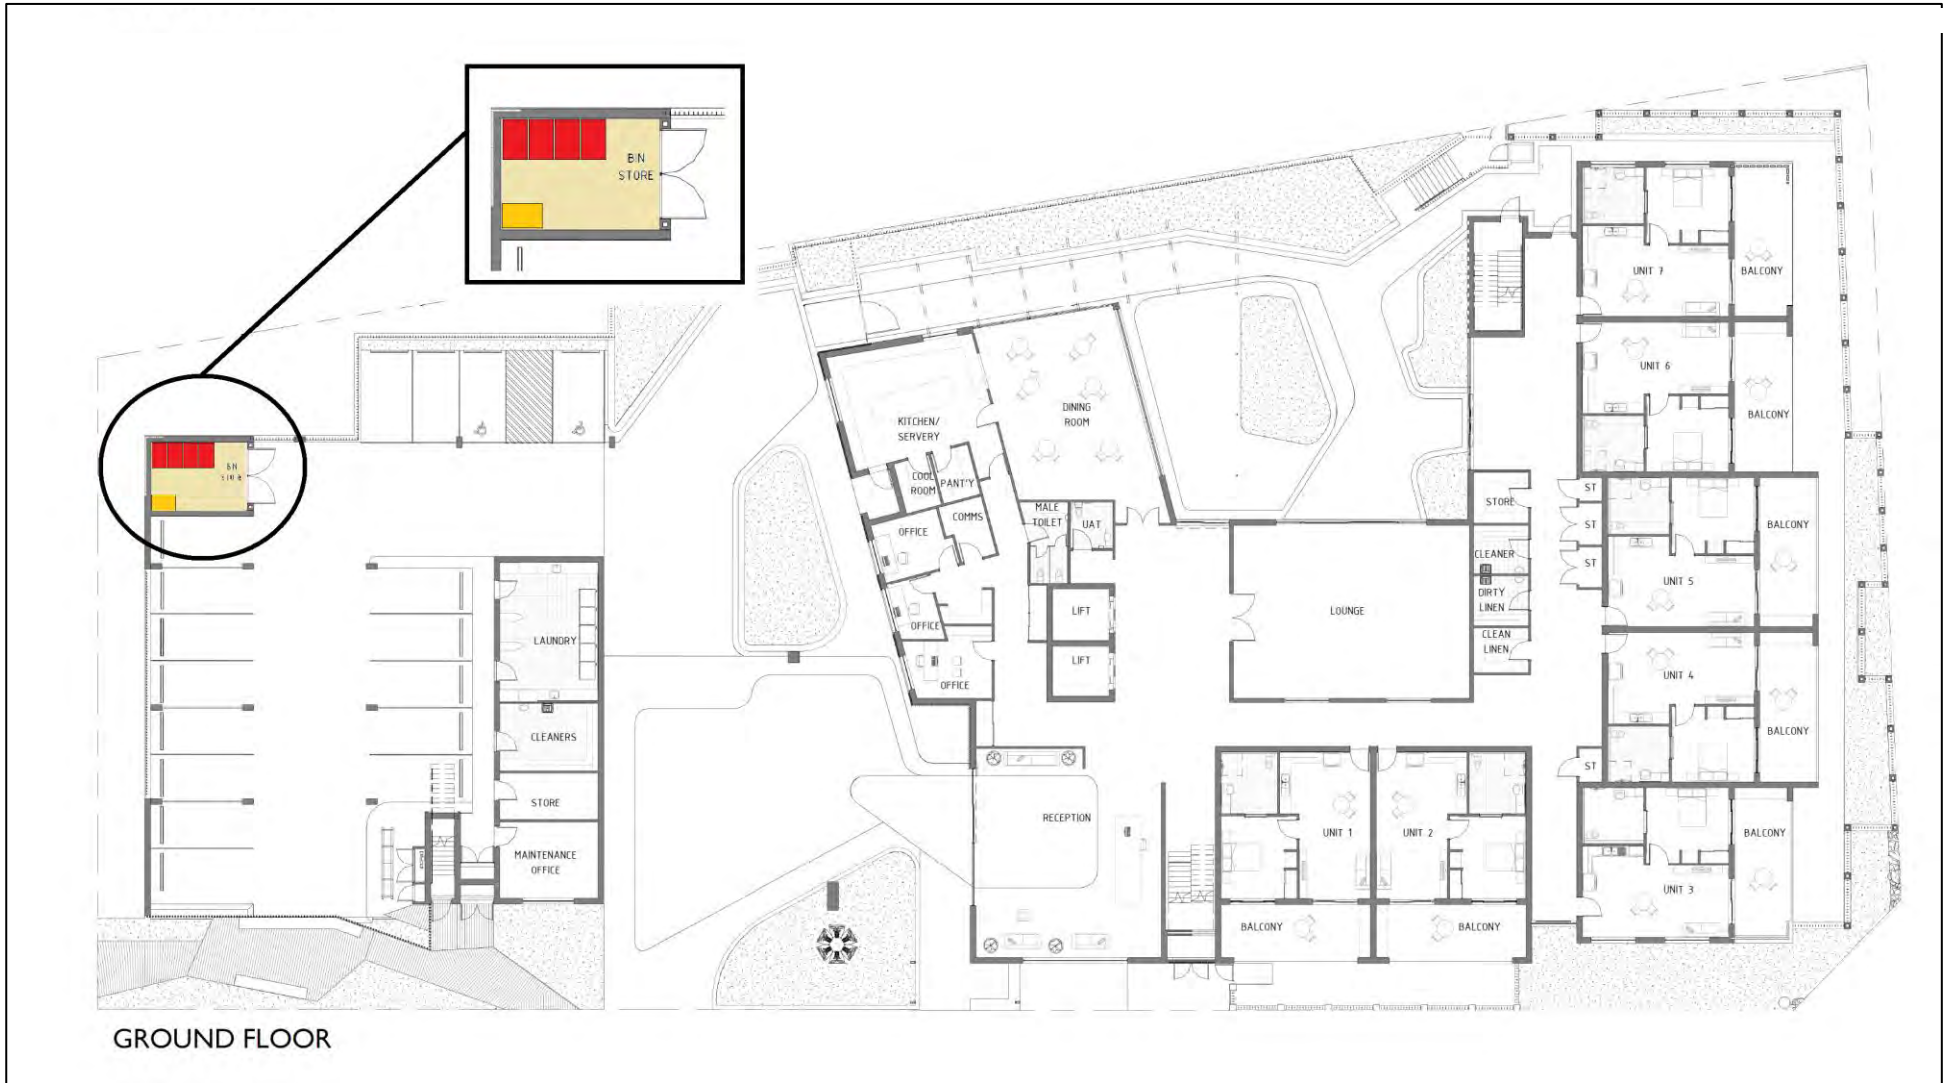 BIN
STORE
BIN
UNIT 7
BALCONY
UNIT 6
BALCONY
KITCHEN/
SERVERY
DINING
ROOM
COOL
ROOM
PANT'Y
COMMS
MALE
TOILET
UAT
OFFICE
OFFICE
OFFICE
LIFT
LIFT
LOUNGE
STORE
CLEANER
DIRTY
LINEN
CLEAN
LINEN
ST
ST
ST
ST
BALCONY
UNIT 5
UNIT 4
BALCONY
LAUNDRY
CLEANERS
STORE
MAINTENANCE
OFFICE
RECEPTION
UNIT 1
UNIT 2
BALCONY
BALCONY
BALCONY
UNIT 3
GROUND FLOOR